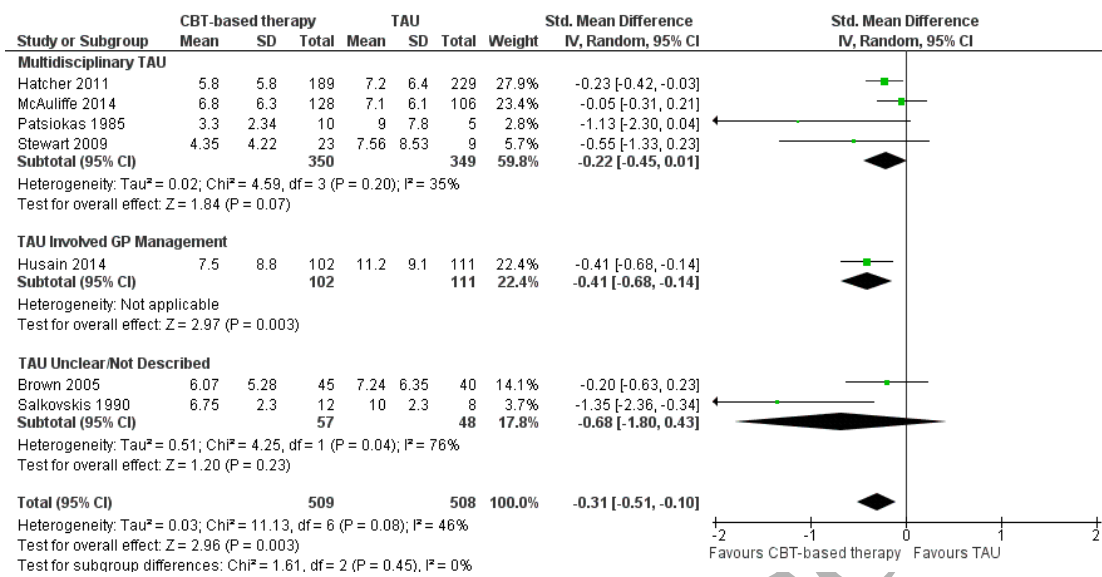 CBT-based therapy TAU Std. Mean Difference Std. Mean Difference
Study or Subgroup Mean SD Total Mean SD Total Weight IV, Random, 95% CI IV, Random, 95% CI
Multidisciplinary TAU
Hatcher 2011 5.8 5.8 189 7.2 6.4 229 27.9% -0.23 [-0.42, -0.03]
McAuliffe 2014 6.8 6.3 128 7.1 6.1 106 23.4% -0.05 [-0.31, 0.21]
Patsiokas 1985 3.3 2.34 10 9 7.8 5 2.8% -1.13 [-2.30, 0.04]
Stewart 2009 4.35 4.22 23 7.56 8.53 9 5.7% -0.55 [-1.33, 0.23]
Subtotal (95% CI) 350 349 59.8% -0.22 [-0.45, 0.01]
Heterogeneity: Tau² = 0.02; Chi² = 4.59, df = 3 (P = 0.20); I² = 35%
Test for overall effect: Z = 1.84 (P = 0.07)
TAU Involved GP Management
Husain 2014 7.5 8.8 102 11.2 9.1 111 22.4% -0.41 [-0.68, -0.14]
Subtotal (95% CI) 102 111 22.4% -0.41 [-0.68, -0.14]
Heterogeneity: Not applicable
Test for overall effect: Z = 2.97 (P = 0.003)
TAU Unclear/Not Described
Brown 2005 6.07 5.28 45 7.24 6.35 40 14.1% -0.20 [-0.63, 0.23]
Salkovskis 1990 6.75 2.3 12 10 2.3 8 3.7% -1.35 [-2.36, -0.34]
Subtotal (95% CI) 57 48 17.8% -0.68 [-1.80, 0.43]
Heterogeneity: Tau² = 0.51; Chi² = 4.25, df = 1 (P = 0.04); I² = 76%
Test for overall effect: Z = 1.20 (P = 0.23)
Total (95% CI) 509 508 100.0% -0.31 [-0.51, -0.10]
Heterogeneity: Tau² = 0.03; Chi² = 11.13, df = 6 (P = 0.08); I² = 46%
Test for overall effect: Z = 2.96 (P = 0.003)
Test for subgroup differences: Chi² = 1.61, df = 2 (P = 0.45), I² = 0%
-2 -1 0 1 2
Favours CBT-based therapy Favours TAU